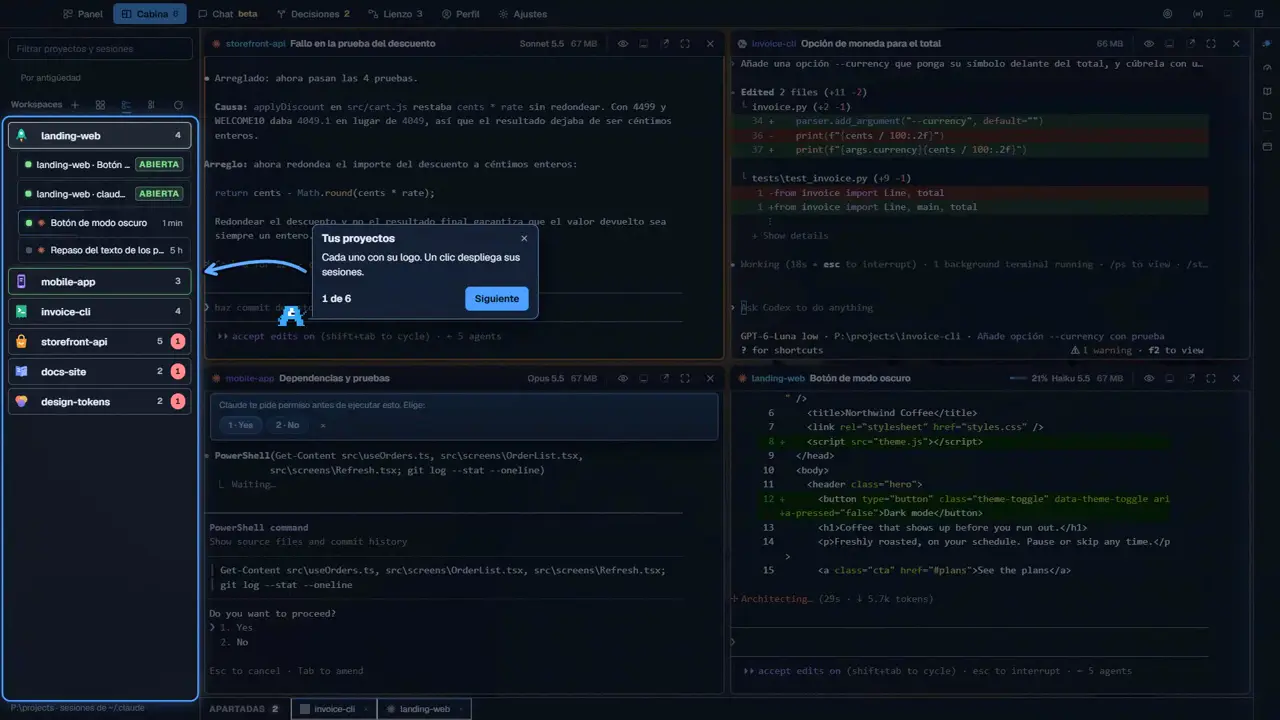 Panel
Cabina 6
Chat beta
Decisiones 2
Lienzo 3
Perfil
Ajustes
Filtrar proyectos y sesiones
Por antigüedad
Workspaces +
landing-web 4
landing-web · Botón ... ABIERTA
landing-web · claud... ABIERTA
Botón de modo oscuro 1 min
Repaso del texto de los p... 5 h
mobile-app 3
invoice-cli 4
storefront-api 5 1
docs-site 2 1
design-tokens 2 1
P:\projects · sesiones de ~/.claude
storefront-api Fallo en la prueba del descuento Sonnet 5.5 67 MB
Arreglado: ahora pasan las 4 pruebas.
Causa: applyDiscount en src/cart.js restaba cents * rate sin redondear. Con 4499 y
WELCOME10 daba 4049.1 en lugar de 4049, así que el resultado dejaba de ser céntimos
enteros.
Arreglo: ahora redondea el importe del descuento a céntimos enteros:
return cents - Math.round(cents * rate);
Redondear el descuento y no el resultado final garantiza que el valor devuelto sea
siempre un entero.
Tus proyectos
Cada uno con su logo. Un clic despliega sus
sesiones.
1 de 6
Siguiente
har commit
accept edits on (shift+tab to cycle) · ← 5 agents
invoice-cli Opción de moneda para el total 66 MB
Añade una opción --currency que ponga su símbolo delante del total, y cúbrela con u…
Edited 2 files (+11 -2)
└ invoice.py (+2 -1)
34 + parser.add_argument("--currency", default="")
36 - print(f"{cents / 100:.2f}")
37 + print(f"{args.currency}{cents / 100:.2f}")
└ tests\test_invoice.py (+9 -1)
1 -from invoice import Line, total
1 +from invoice import Line, main, total
⋮
+ Show details
Working (18s • esc to interrupt) · 1 background terminal running · /ps to view · /st…
Ask Codex to do anything
GPT-6-Luna low · P:\projects\invoice-cli · Añade opción --currency con prueba
? for shortcuts ⚠ 1 warning · f2 to view
mobile-app Dependencias y pruebas Opus 5.5 67 MB
Claude te pide permiso antes de ejecutar esto. Elige:
1 · Yes 2 · No ×
PowerShell(Get-Content src\useOrders.ts, src\screens\OrderList.tsx,
src\screens\Refresh.tsx; git log --stat --oneline)
Waiting…
PowerShell command
Show source files and commit history
Get-Content src\useOrders.ts, src\screens\OrderList.tsx, src\screens\Refresh.tsx;
git log --stat --oneline
Do you want to proceed?
❯ 1. Yes
2. No
Esc to cancel · Tab to amend
landing-web Botón de modo oscuro 21% Haiku 5.5 67 MB
" />
6 <title>Northwind Coffee</title>
7 <link rel="stylesheet" href="styles.css" />
8 + <script src="theme.js"></script>
9 </head>
10 <body>
11 <header class="hero">
12 + <button type="button" class="theme-toggle" data-theme-toggle ari
+a-pressed="false">Dark mode</button>
13 <h1>Coffee that shows up before you run out.</h1>
14 <p>Freshly roasted, on your schedule. Pause or skip any time.</p
>
15 <a class="cta" href="#plans">See the plans</a>
Architecting… (29s · ↓ 5.7k tokens)
accept edits on (shift+tab to cycle) · esc to interrupt · ← 5 agents
APARTADAS 2
invoice-cli
landing-web